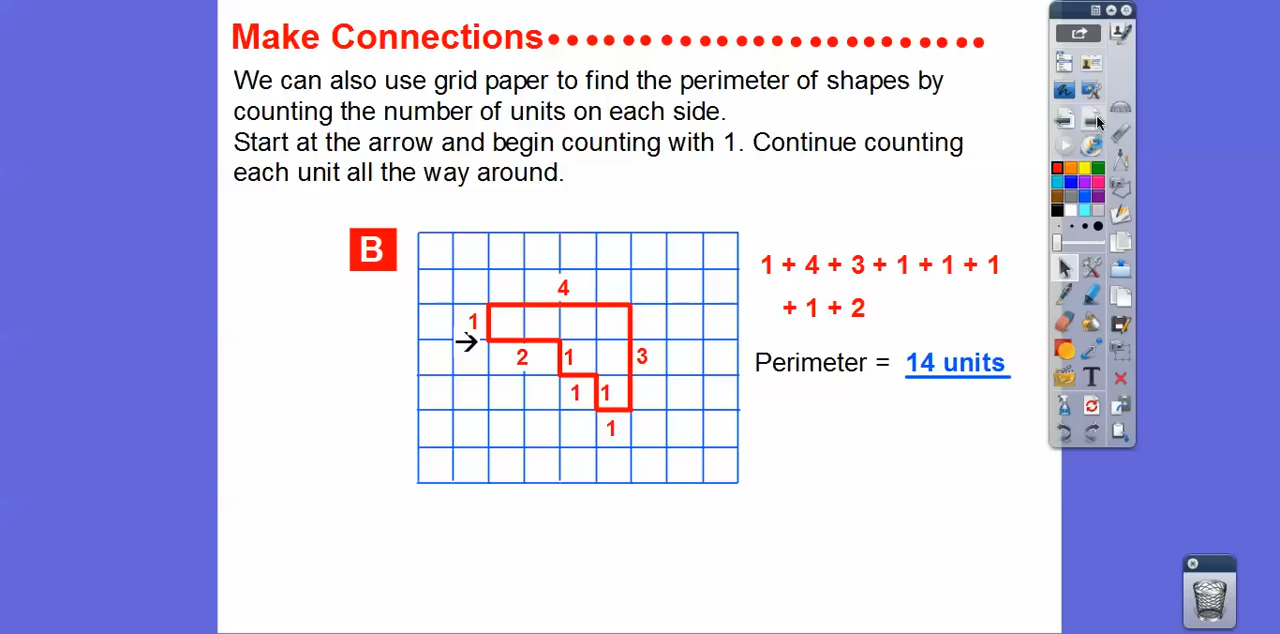 Make Connections
We can also use grid paper to find the perimeter of shapes by
counting the number of units on each side.
Start at the arrow and begin counting with 1. Continue counting
each unit all the way around.
B
4
1
2
1
3
1
1
1
1 + 4 + 3 + 1 + 1 + 1
+ 1 + 2
Perimeter = 14 units
T